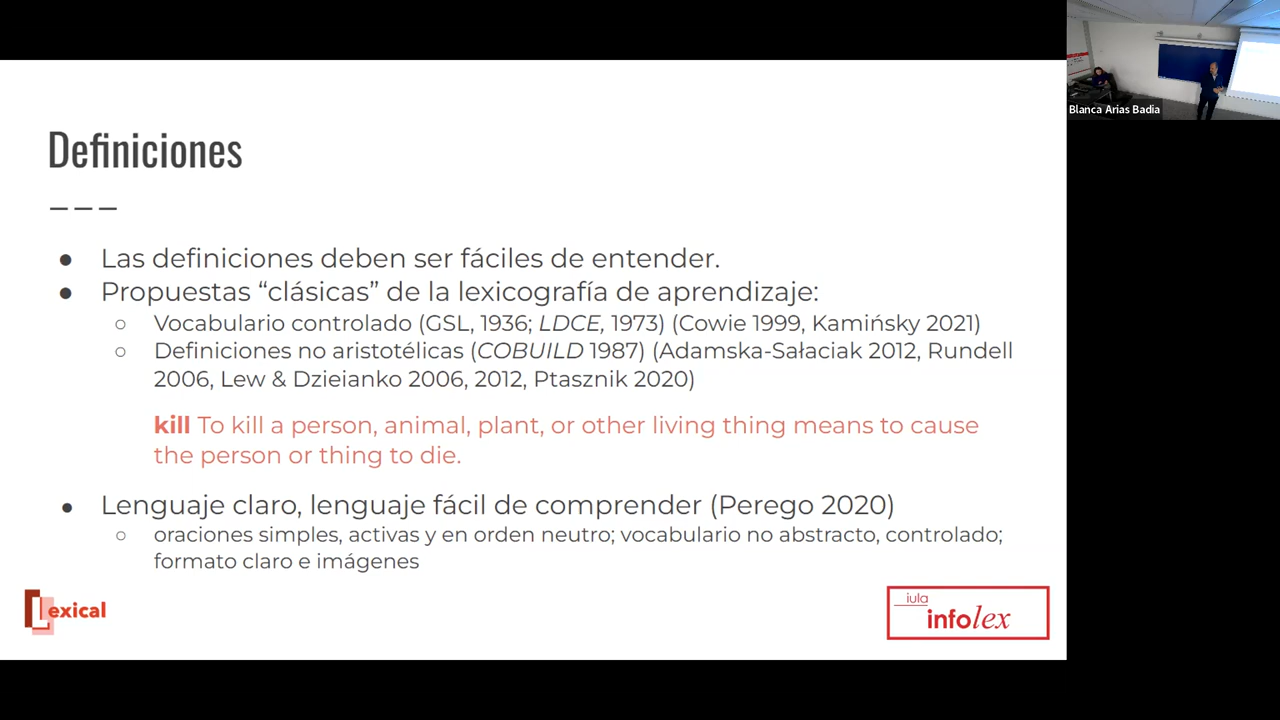 Definiciones
Las definiciones deben ser fáciles de entender.
Propuestas “clásicas” de la lexicografía de aprendizaje:
Vocabulario controlado (GSL, 1936; LDCE, 1973) (Cowie 1999, Kamińsky 2021)
Definiciones no aristotélicas (COBUILD 1987) (Adamska-Sałaciak 2012, Rundell
2006, Lew & Dzieianko 2006, 2012, Ptasznik 2020)
kill To kill a person, animal, plant, or other living thing means to cause
the person or thing to die.
Lenguaje claro, lenguaje fácil de comprender (Perego 2020)
oraciones simples, activas y en orden neutro; vocabulario no abstracto, controlado;
formato claro e imágenes
Lexical
iula
infolex
Blanca Arias Badia